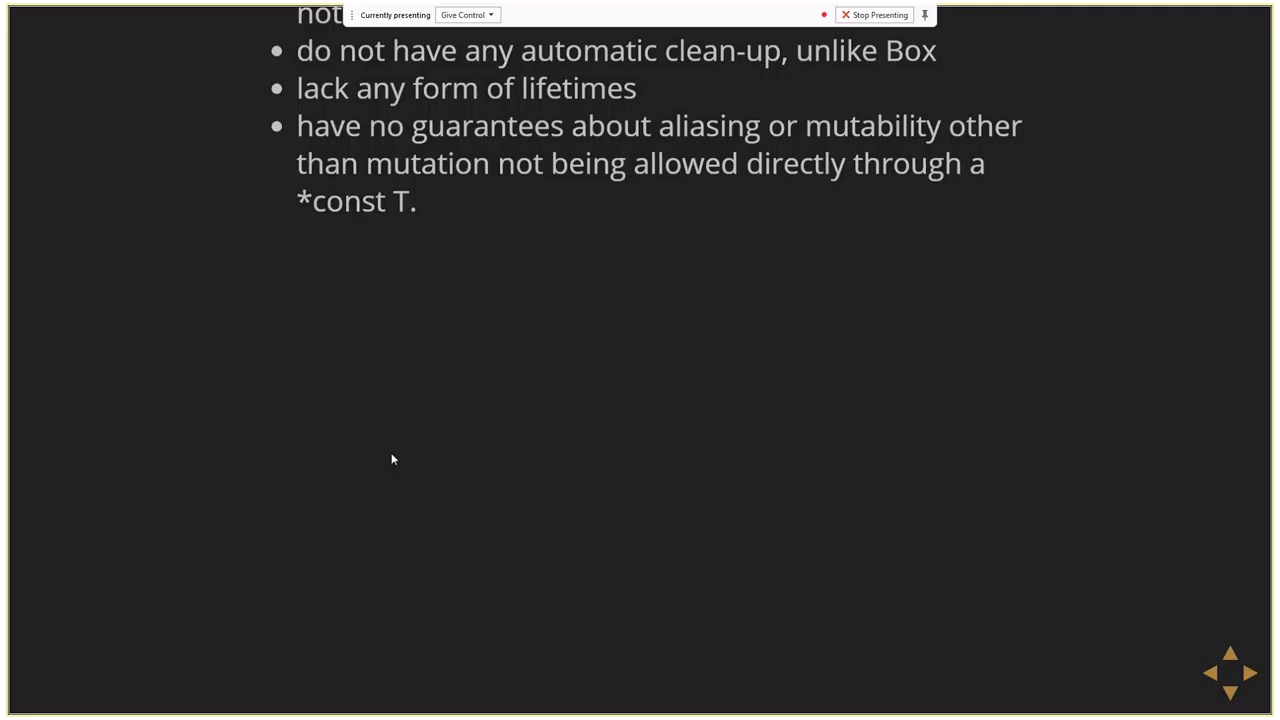 Currently presenting
Give Control
Stop Presenting
not
do not have any automatic clean-up, unlike Box
lack any form of lifetimes
have no guarantees about aliasing or mutability other
than mutation not being allowed directly through a
*const T.